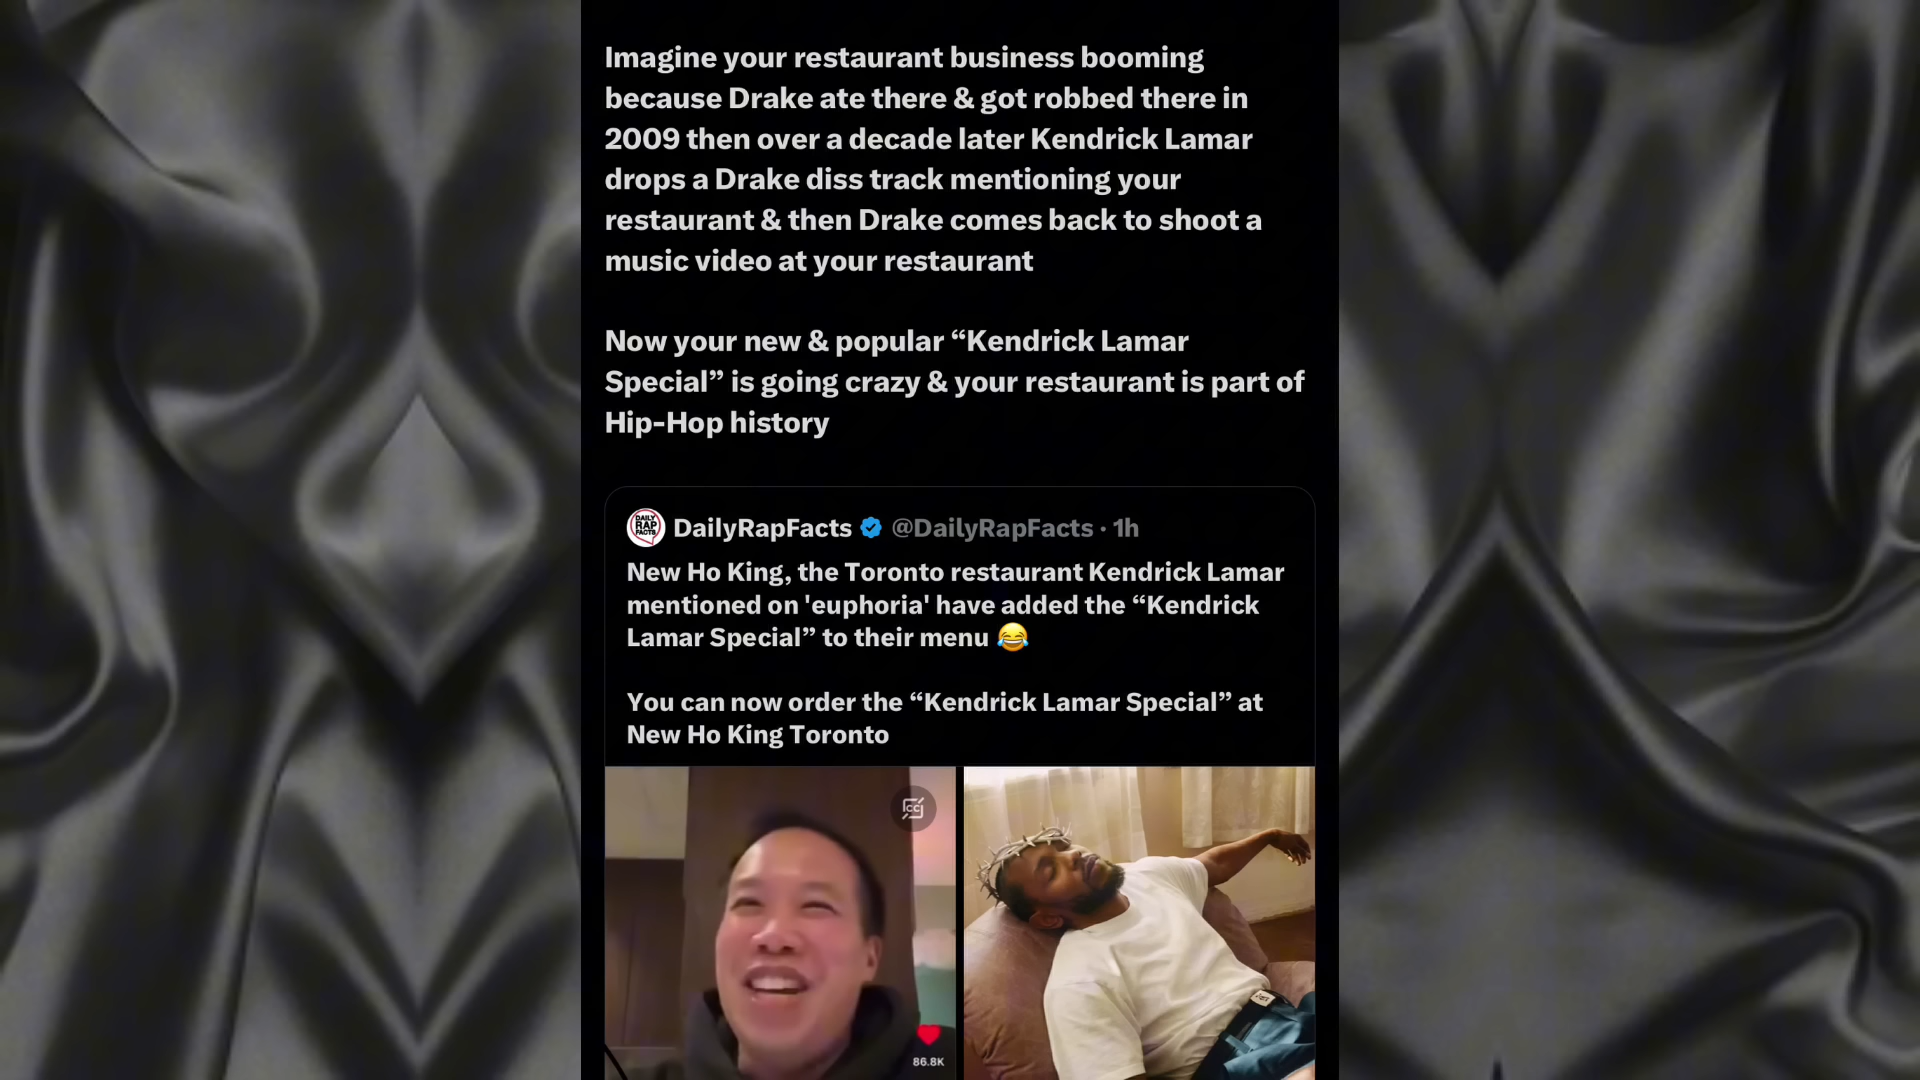 Imagine your restaurant business booming
because Drake ate there & got robbed there in
2009 then over a decade later Kendrick Lamar
drops a Drake diss track mentioning your
restaurant & then Drake comes back to shoot a
music video at your restaurant
Now your new & popular “Kendrick Lamar
Special” is going crazy & your restaurant is part of
Hip-Hop history
DAILY
RAP
FACTS
DailyRapFacts @DailyRapFacts · 1h
New Ho King, the Toronto restaurant Kendrick Lamar
mentioned on 'euphoria' have added the “Kendrick
Lamar Special” to their menu 😂
You can now order the “Kendrick Lamar Special” at
New Ho King Toronto
CC
86.8K